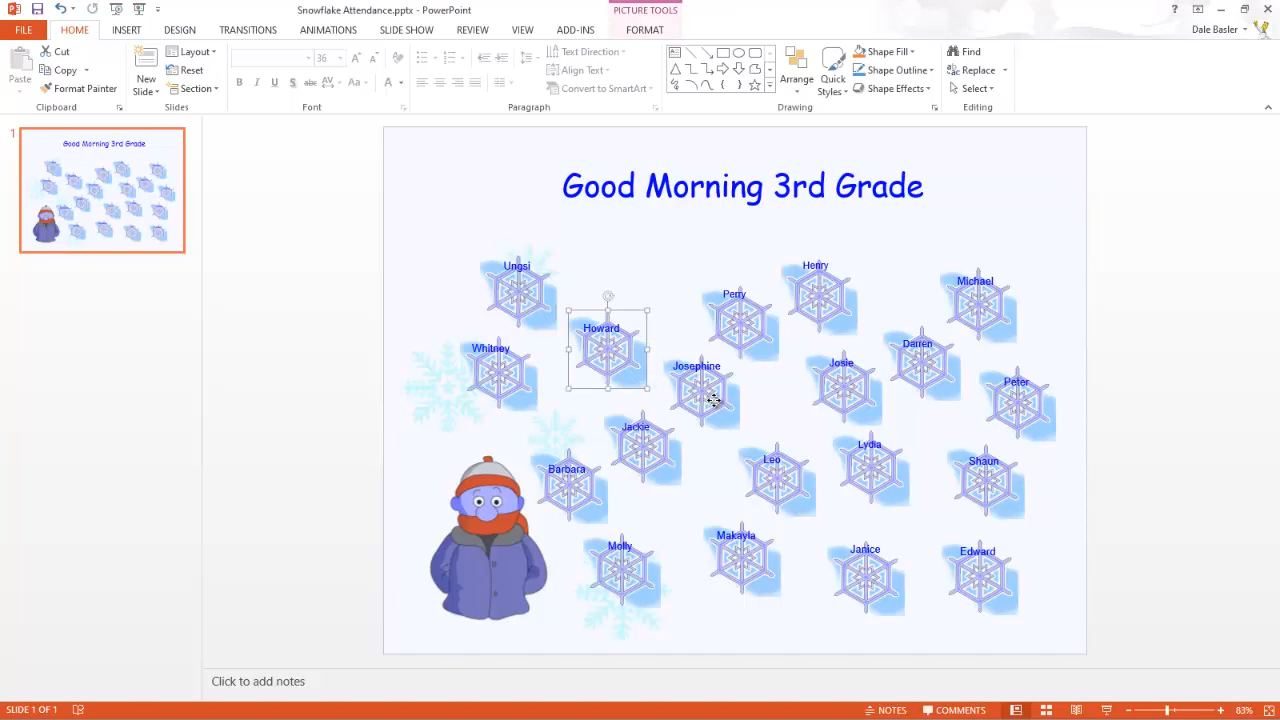 Snowflake Attendance.pptx - PowerPoint
PICTURE TOOLS
?
FILE
HOME
INSERT
DESIGN
TRANSITIONS
ANIMATIONS
SLIDE SHOW
REVIEW
VIEW
ADD-INS
FORMAT
Dale Basler
Paste
Cut
Copy
Format Painter
Clipboard
New
Slide
Layout
Reset
Section
Slides
36
B I U S abc AV Aa A
Font
Text Direction
Align Text
Convert to SmartArt
Paragraph
Arrange
Quick
Styles
Shape Fill
Shape Outline
Shape Effects
Drawing
Find
Replace
Select
Editing
1
Good Morning 3rd Grade
Good Morning 3rd Grade
Ungsi
Henry
Michael
Perry
Howard
Whitney
Darren
Josephine
Josie
Peter
Jackie
Lydia
Barbara
Leo
Shaun
Molly
Makayla
Janice
Edward
Click to add notes
SLIDE 1 OF 1
NOTES
COMMENTS
83%